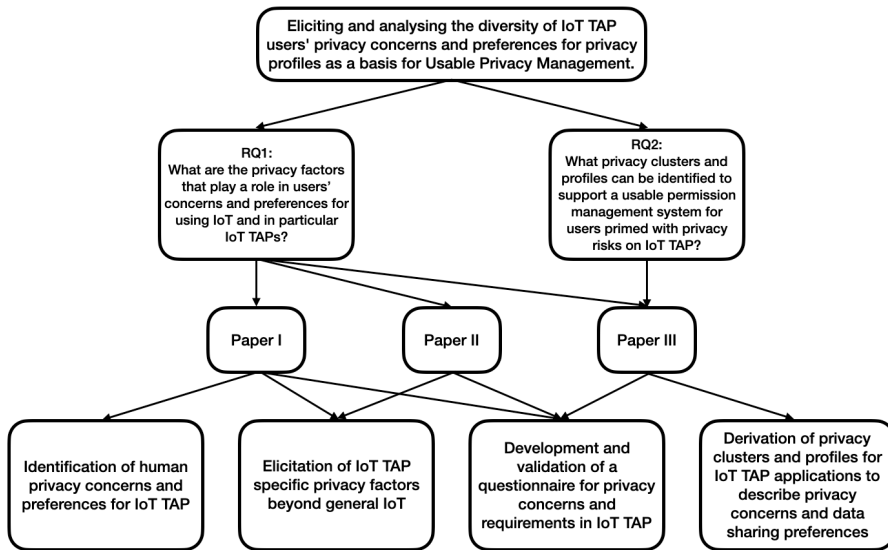 Eliciting and analysing the diversity of IoT TAP
users' privacy concerns and preferences for privacy
profiles as a basis for Usable Privacy Management.
RQ1:
What are the privacy factors
that play a role in users’
concerns and preferences for
using IoT and in particular
IoT TAPs?
RQ2:
What privacy clusters and
profiles can be identified to
support a usable permission
management system for
users primed with privacy
risks on IoT TAP?
Paper I
Paper II
Paper III
Identification of human
privacy concerns and
preferences for IoT TAP
Elicitation of IoT TAP
specific privacy factors
beyond general IoT
Development and
validation of a
questionnaire for privacy
concerns and
requirements in IoT TAP
Derivation of privacy
clusters and profiles for
IoT TAP applications to
describe privacy
concerns and data
sharing preferences